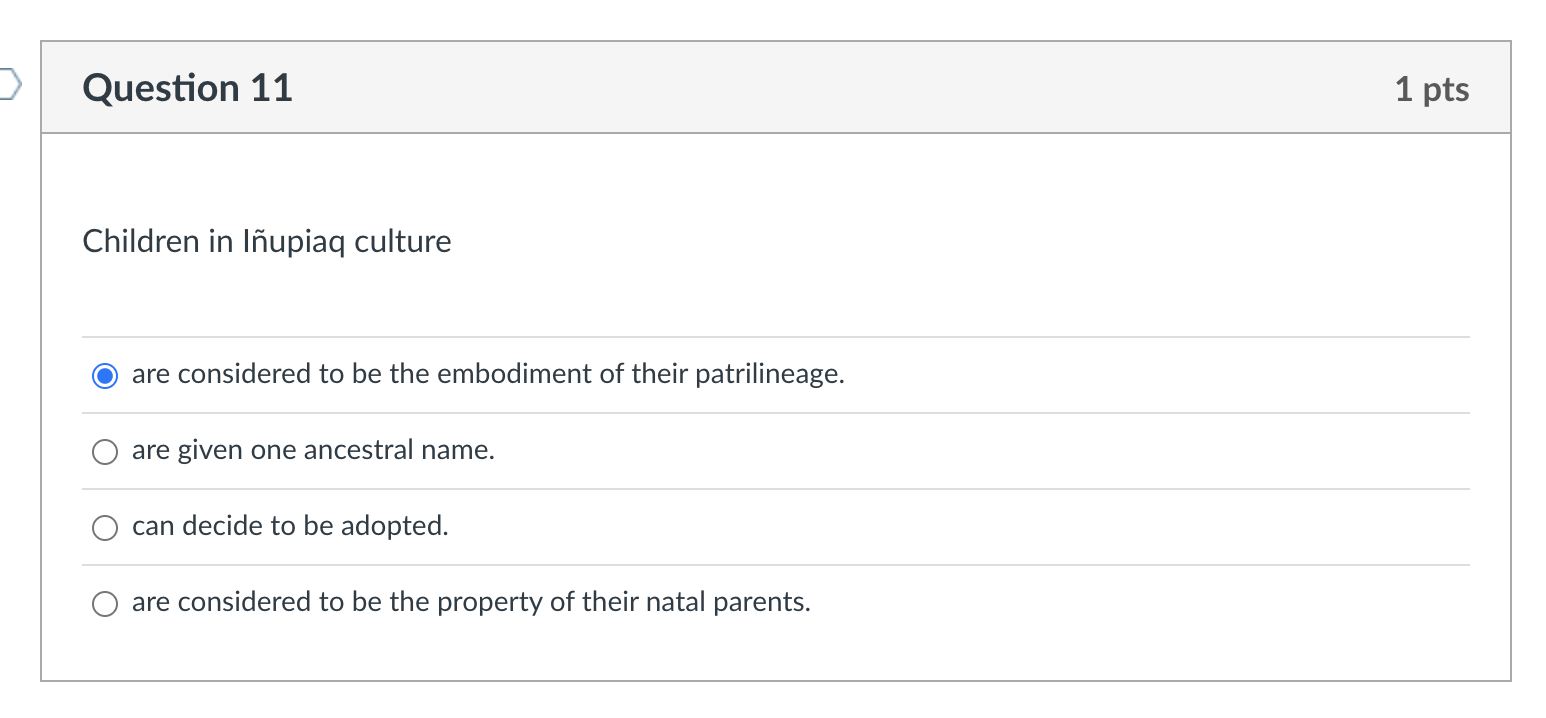 Question 11
1 pts
Children in Iñupiaq culture
are considered to be the embodiment of their patrilineage.
are given one ancestral name.
can decide to be adopted.
are considered to be the property of their natal parents.